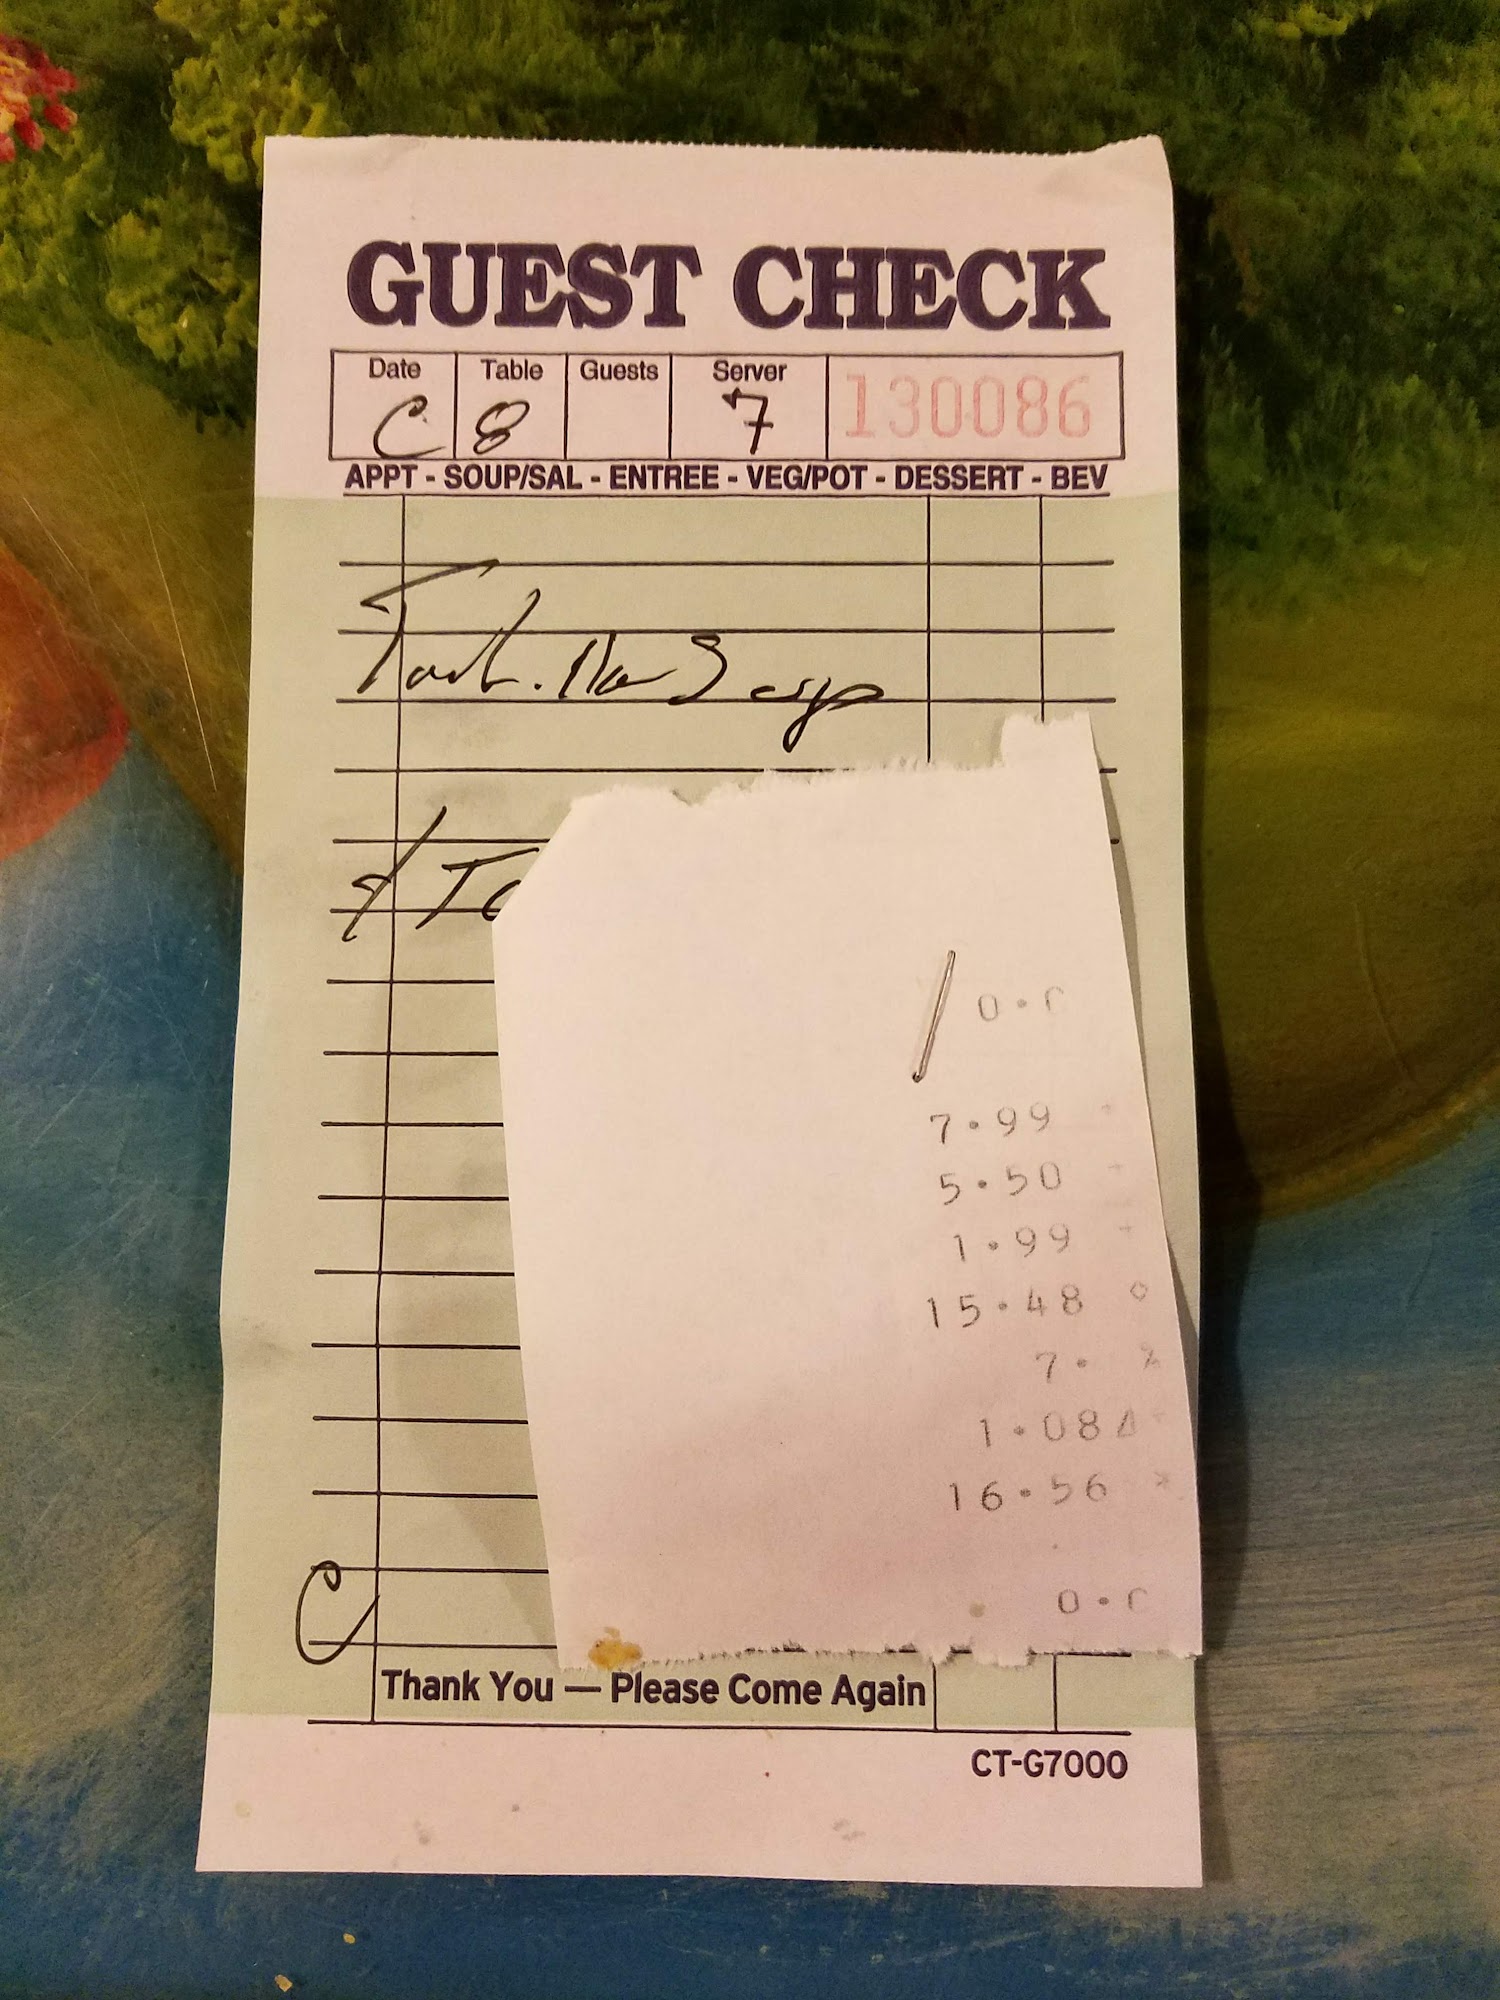 GUEST CHECK
Date Table Guests Server
C 8 7 130086
APPT - SOUP/SAL - ENTREE - VEG/POT - DESSERT - BEV
0.
7.99
5.50
1.99
15.48
7. %
1.08 Δ
16.56
0.
C
Thank You — Please Come Again
CT-G7000